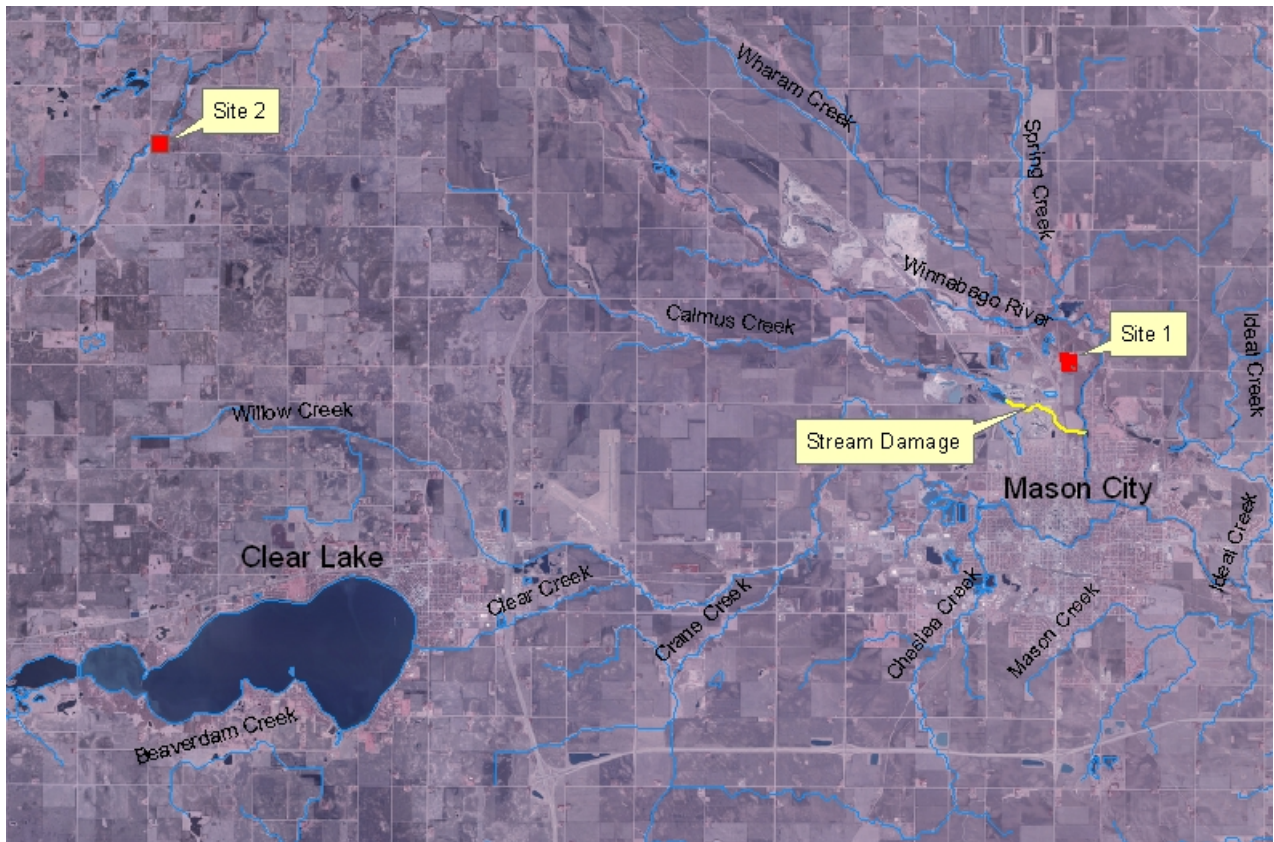 Wharam Creek
Site 2
Spring Creek
Winnebago River
Calmus Creek
Site 1
Ideal Creek
Willow Creek
Stream Damage
Mason City
Clear Lake
Clear Creek
Ideal Creek
Crane Creek
Cheslea Creek
Mason Creek
Beaverdam Creek